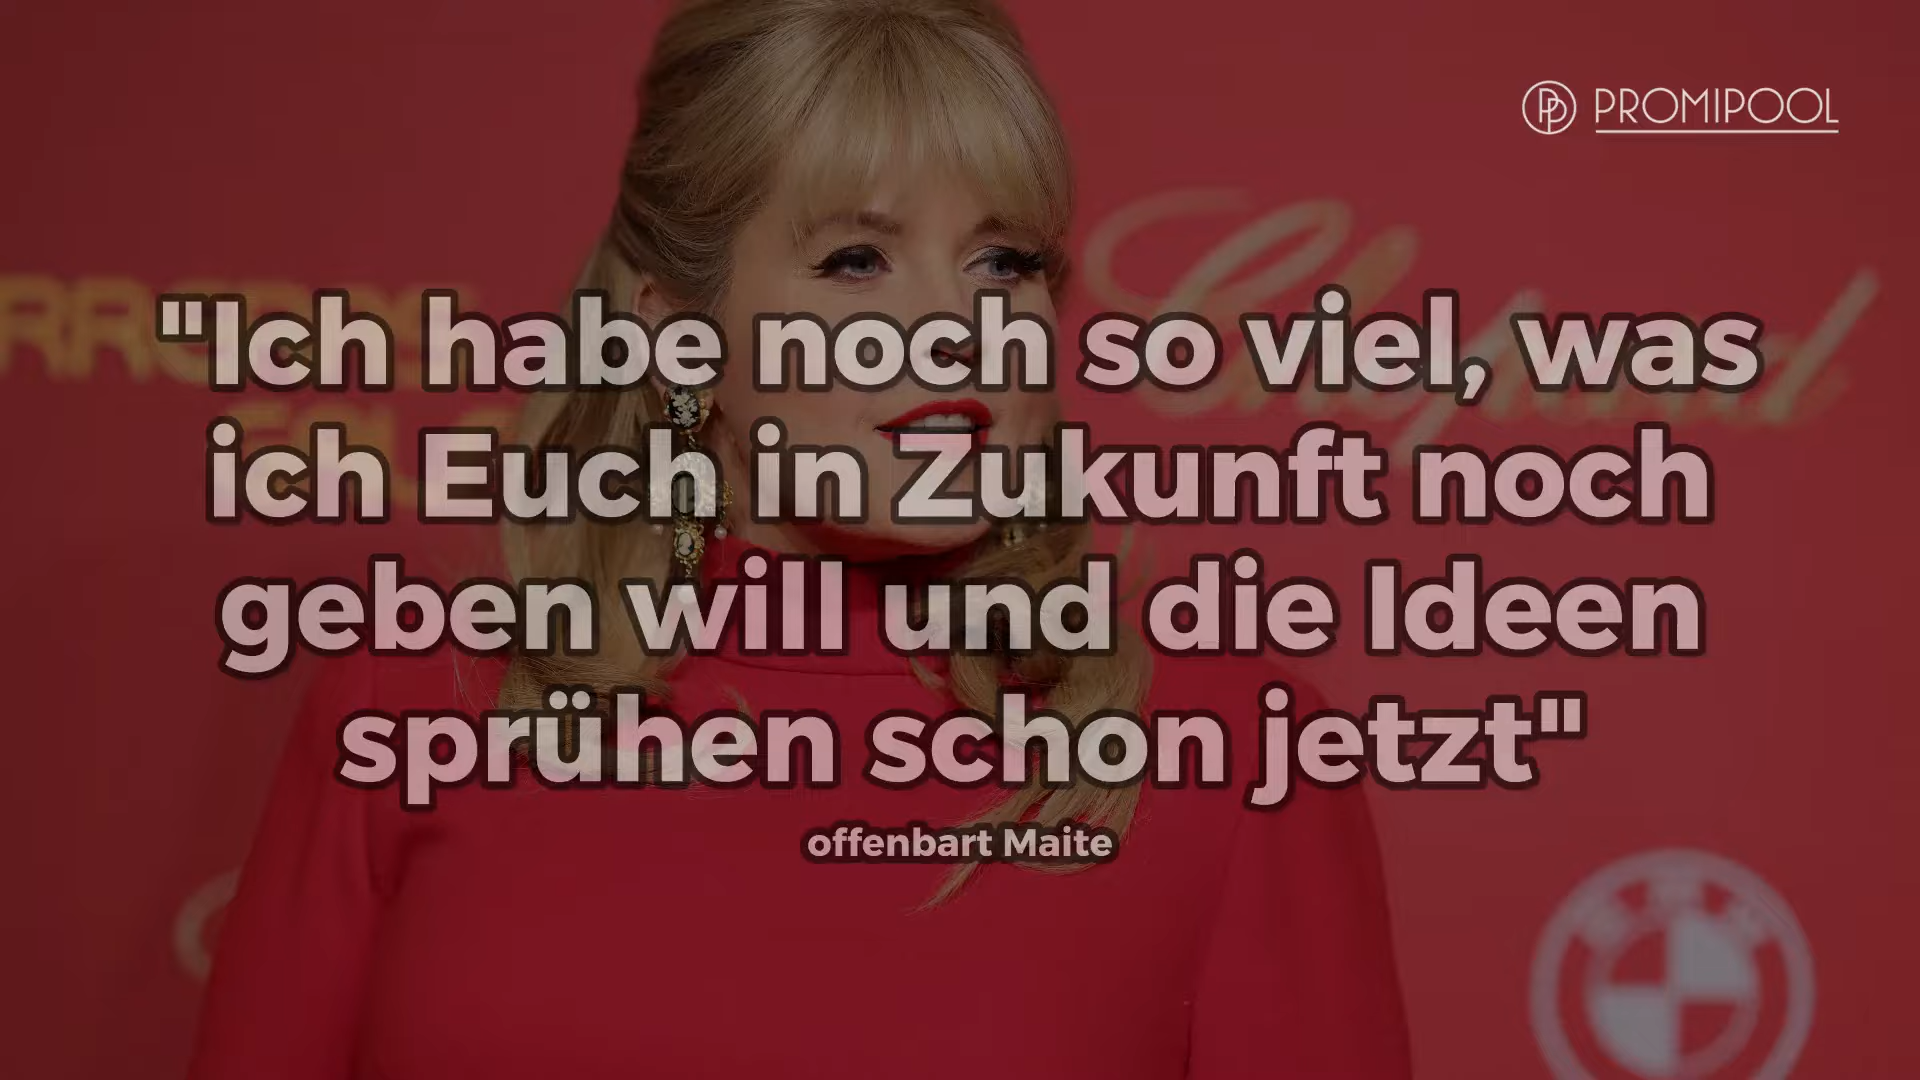 PROMIPOOL
"Ich habe noch so viel, was
ich Euch in Zukunft noch
geben will und die Ideen
sprühen schon jetzt"
offenbart Maite
Chopard